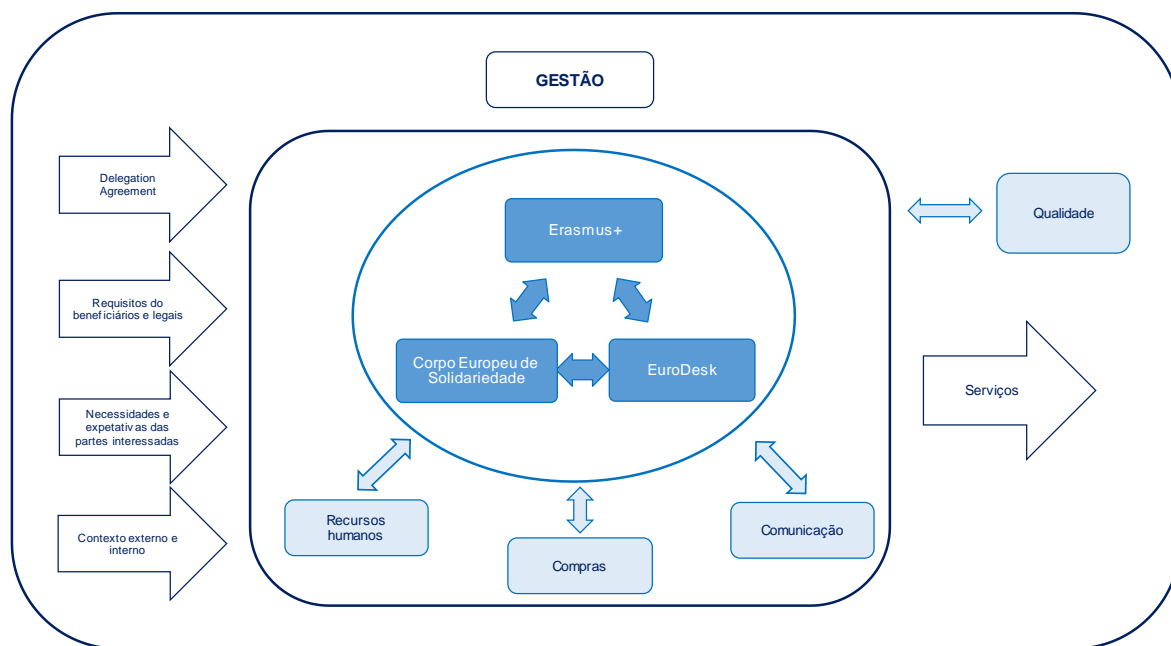 GESTÃO
Delegation
Agreement
Requisitos do
beneficiários e legais
Necessidades e
expetativas das
partes interessadas
Contexto externo e
interno
Erasmus+
Corpo Europeu de
Solidariedade
EuroDesk
Recursos
humanos
Compras
Comunicação
Qualidade
Serviços